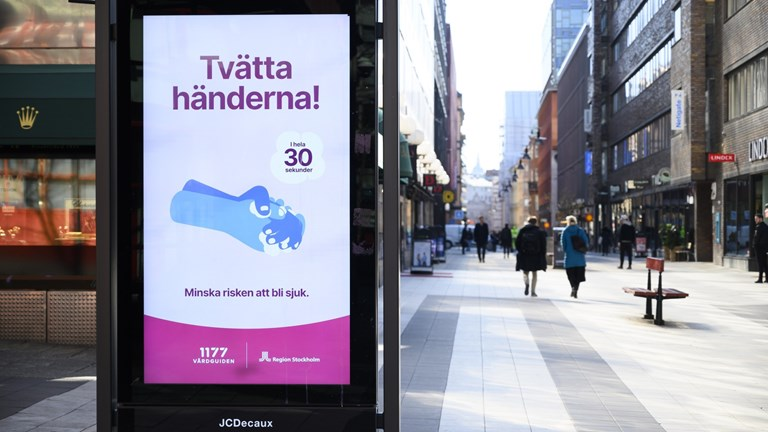 Tvätta
händerna!
I hela
30
sekunder
Minska risken att bli sjuk.
1177
VÅRDGUIDEN
Region Stockholm
JCDecaux
LINDEX